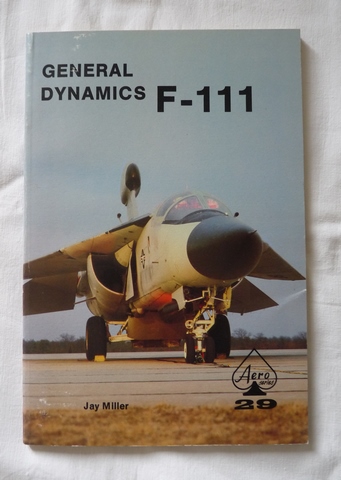 GENERAL
DYNAMICS F-111
Aero
series
29
Jay Miller